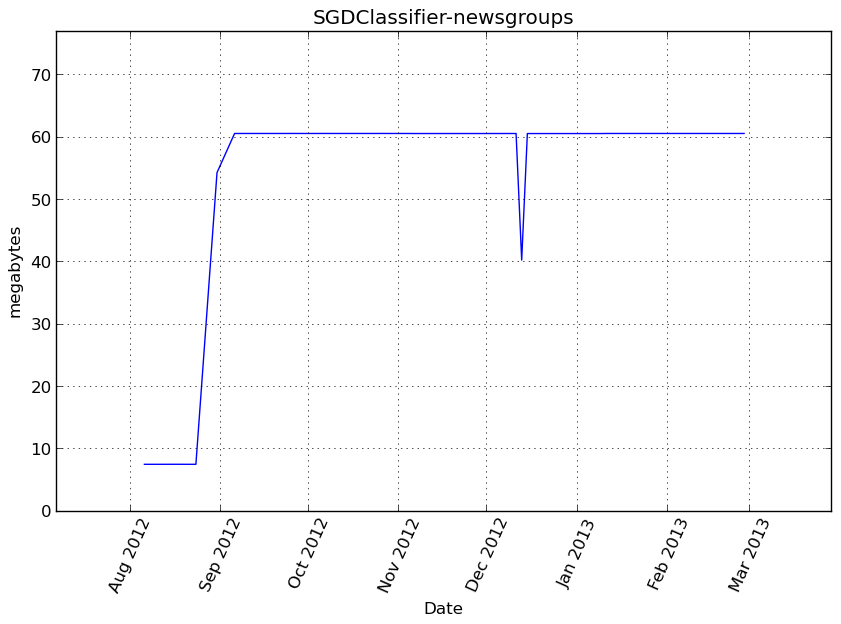 SGDClassifier-newsgroups
70
60
50
40
30
20
10
0
megabytes
Aug 2012
Sep 2012
Oct 2012
Nov 2012
Dec 2012
Jan 2013
Feb 2013
Mar 2013
Date